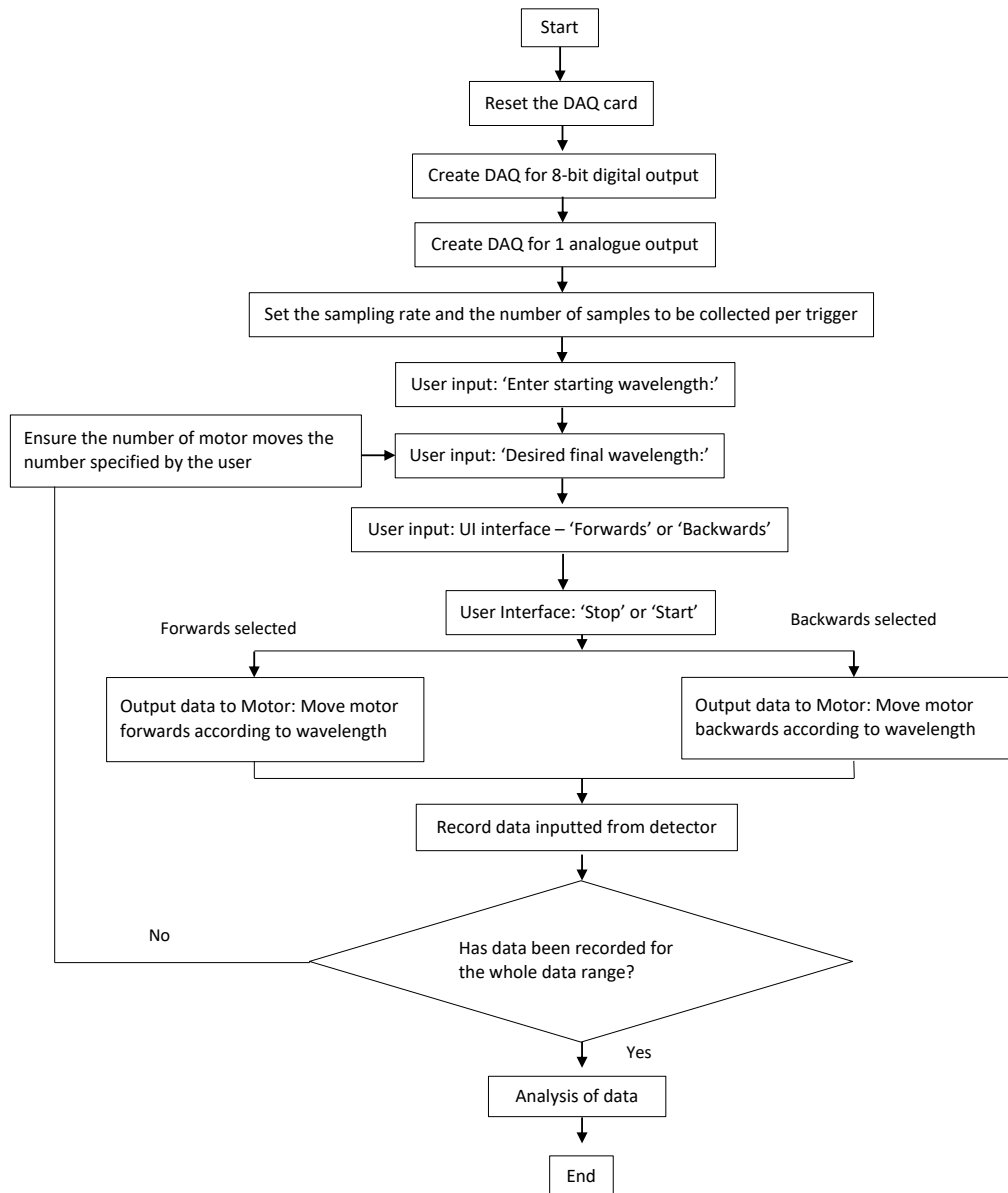 Start
Reset the DAQ card
Create DAQ for 8-bit digital output
Create DAQ for 1 analogue output
Set the sampling rate and the number of samples to be collected per trigger
User input: ‘Enter starting wavelength:’
Ensure the number of motor moves the
number specified by the user
User input: ‘Desired final wavelength:’
User input: UI interface – ‘Forwards’ or ‘Backwards’
User Interface: ‘Stop’ or ‘Start’
Forwards selected
Backwards selected
Output data to Motor: Move motor
forwards according to wavelength
Output data to Motor: Move motor
backwards according to wavelength
Record data inputted from detector
No
Has data been recorded for
the whole data range?
Yes
Analysis of data
End